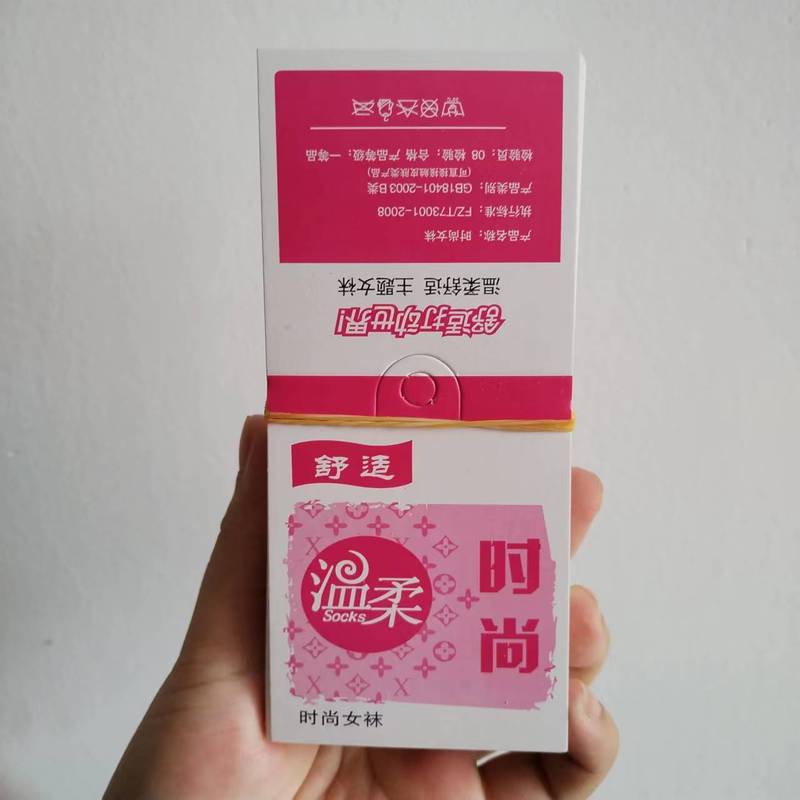 舒适打动世界!
温柔舒适 主题女袜
产品名称: 时尚女袜
执行标准: FZ/T73001-2008
产品类别: GB18401-2003 B类
(可直接接触皮肤类产品)
检验员: 08 检验: 合格 产品等级: 一等品
舒适
温柔
Socks
时尚
时尚女袜